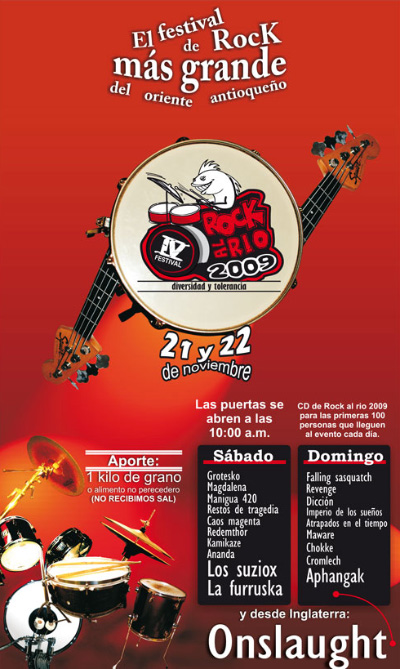 El festival
de Rock
más grande
del oriente antioqueño
ROCK
AL
RIO
2009
IV
FESTIVAL
diversidad y tolerancia
21 y 22
de noviembre
Las puertas se
abren a las
10:00 a.m.
CD de Rock al rio 2009
para las primeras 100
personas que lleguen
al evento cada día.
Aporte:
1 kilo de grano
o alimento no perecedero
(NO RECIBIMOS SAL)
Sábado
Grotesko
Magdalena
Manigua 420
Restos de tragedia
Caos magenta
Redemthór
Kamikaze
Ananda
Los suziox
La furruska
Domingo
Falling sasquatch
Revenge
Dicción
Imperio de los sueños
Atrapados en el tiempo
Maware
Chokke
Cromlech
Aphangak
y desde Inglaterra:
Onslaught